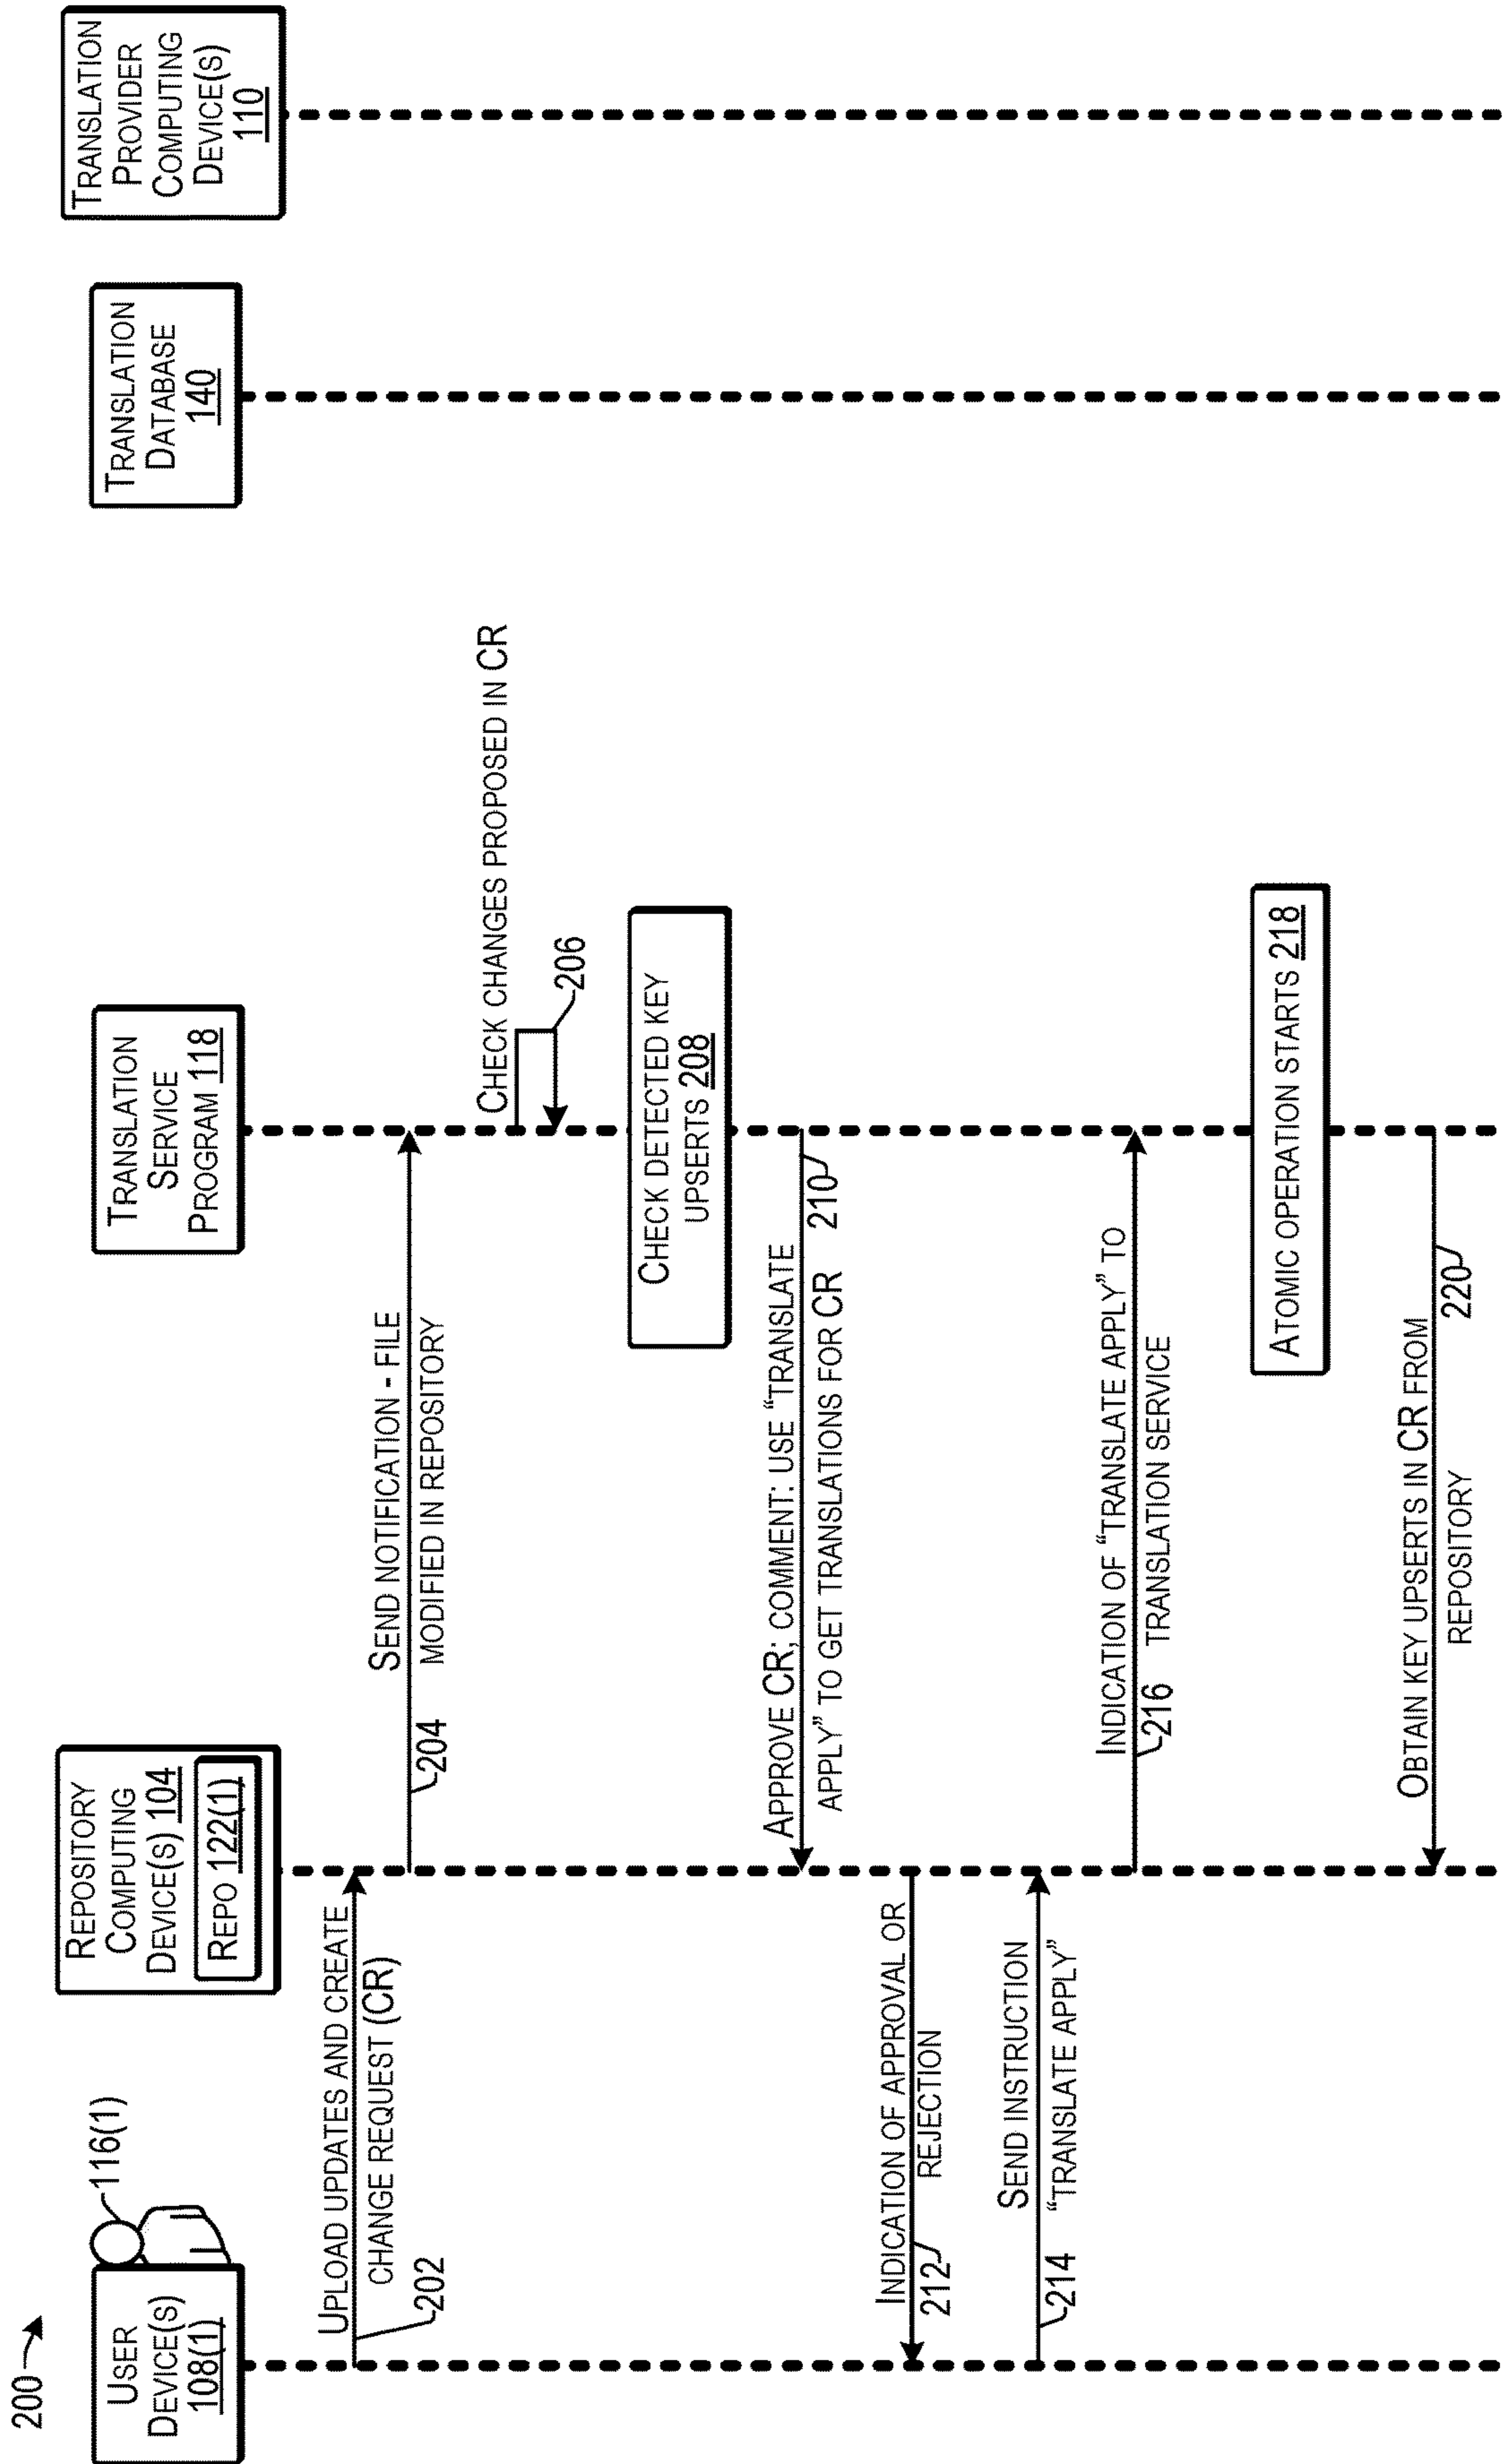 200
USER
DEVICE(S)
108(1)
116(1)
REPOSITORY
COMPUTING
DEVICE(S) 104
REPO 122(1)
TRANSLATION
SERVICE
PROGRAM 118
TRANSLATION
DATABASE
140
TRANSLATION
PROVIDER
COMPUTING
DEVICE(S)
110
UPLOAD UPDATES AND CREATE
CHANGE REQUEST (CR)
202
SEND NOTIFICATION - FILE
MODIFIED IN REPOSITORY
204
CHECK CHANGES PROPOSED IN CR
206
CHECK DETECTED KEY
UPSERTS 208
APPROVE CR; COMMENT: USE “TRANSLATE
APPLY” TO GET TRANSLATIONS FOR CR
210
INDICATION OF APPROVAL OR
REJECTION
212
SEND INSTRUCTION
“TRANSLATE APPLY”
214
INDICATION OF “TRANSLATE APPLY” TO
TRANSLATION SERVICE
216
ATOMIC OPERATION STARTS 218
OBTAIN KEY UPSERTS IN CR FROM
REPOSITORY
220